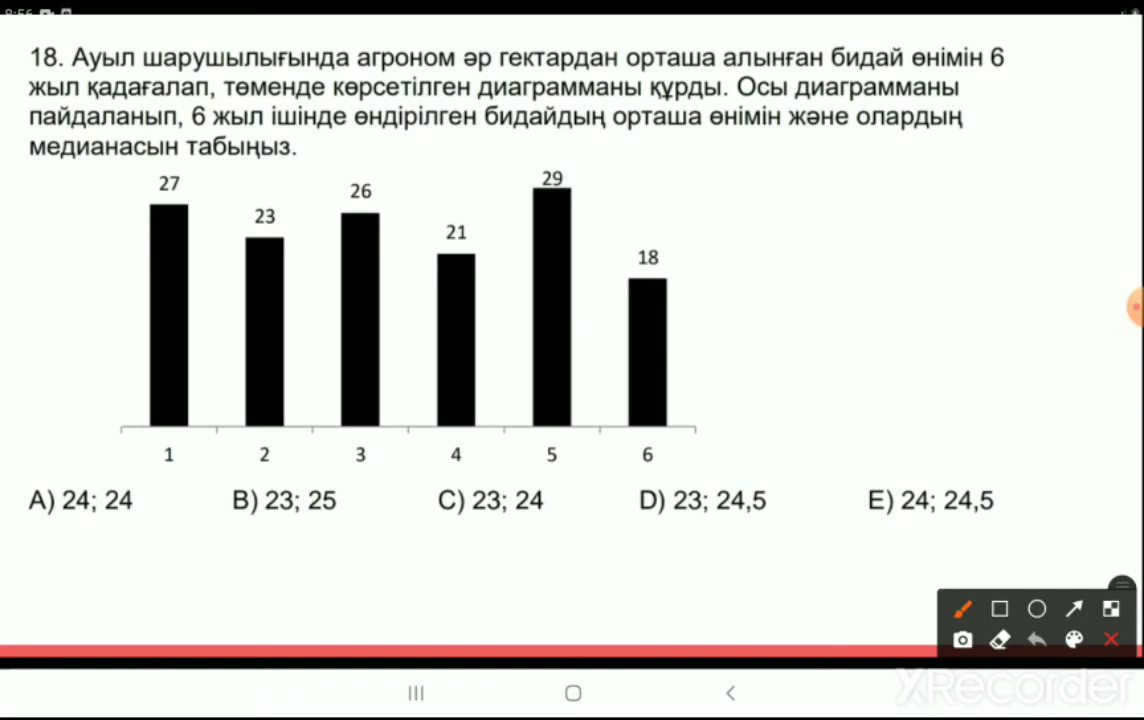 8:56
18. Ауыл шарушылығында агроном әр гектардан орташа алынған бидай өнімін 6
жыл қадағалап, төменде көрсетілген диаграмманы құрды. Осы диаграмманы
пайдаланып, 6 жыл ішінде өндірілген бидайдың орташа өнімін және олардың
медианасын табыңыз.
27 23 26 21 29 18
1 2 3 4 5 6
A) 24; 24 B) 23; 25 C) 23; 24 D) 23; 24,5 E) 24; 24,5
XRecorder